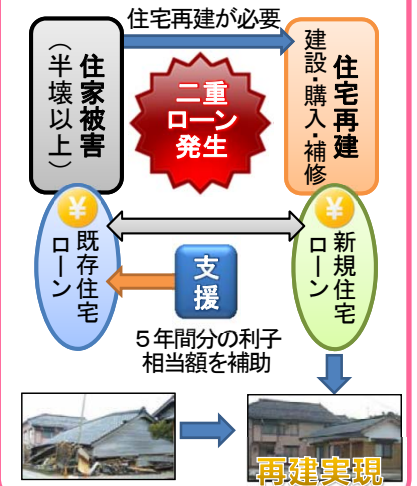 住宅再建が必要
住家被害
（半壊以上）
二重
ローン
発生
住宅再建
建設・購入・補修
¥
既存住宅
ローン
¥
新規住宅
ローン
支
援
５年間分の利子
相当額を補助
再建実現